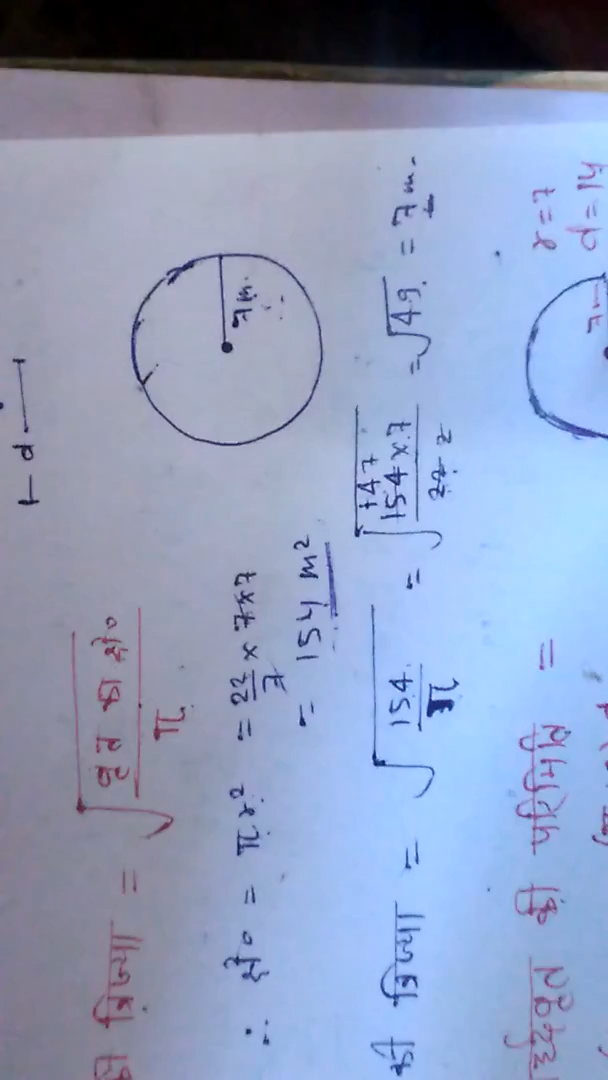 ⊢ d ⊣
की त्रिज्या = √(वृत्त का क्षे० / π)
7m.
∴ क्षे० = πr² = 22/7 × 7×7
= 154 m²
की त्रिज्या = √(154/π) = √(154×7/22) = √49 = 7m.
r=7
d=14
7
अर्द्धवृत्त की परिमिति =